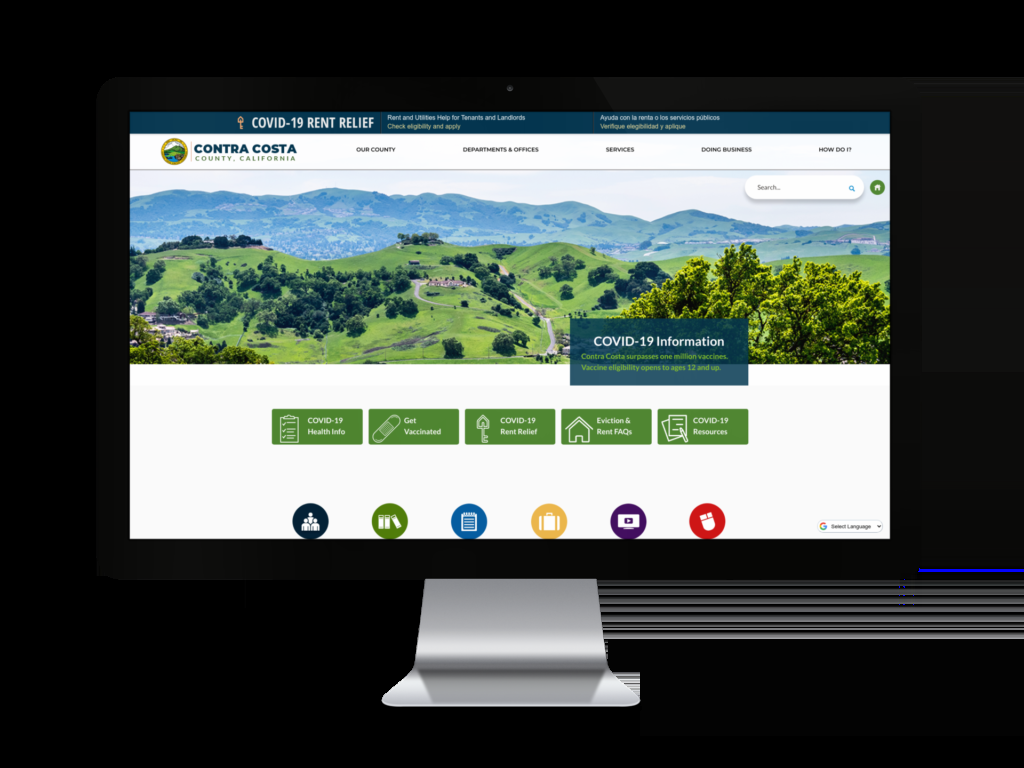 COVID-19 RENT RELIEF
Rent and Utilities Help for Tenants and Landlords
Check eligibility and apply
Ayuda con la renta o los servicios públicos
Verifique elegibilidad y aplique
CONTRA COSTA
COUNTY, CALIFORNIA
OUR COUNTY
DEPARTMENTS & OFFICES
SERVICES
DOING BUSINESS
HOW DO I?
Search...
COVID-19 Information
Contra Costa surpasses one million vaccines.
Vaccine eligibility opens to ages 12 and up.
COVID-19
Health Info
Get
Vaccinated
COVID-19
Rent Relief
Eviction &
Rent FAQs
COVID-19
Resources
Select Language